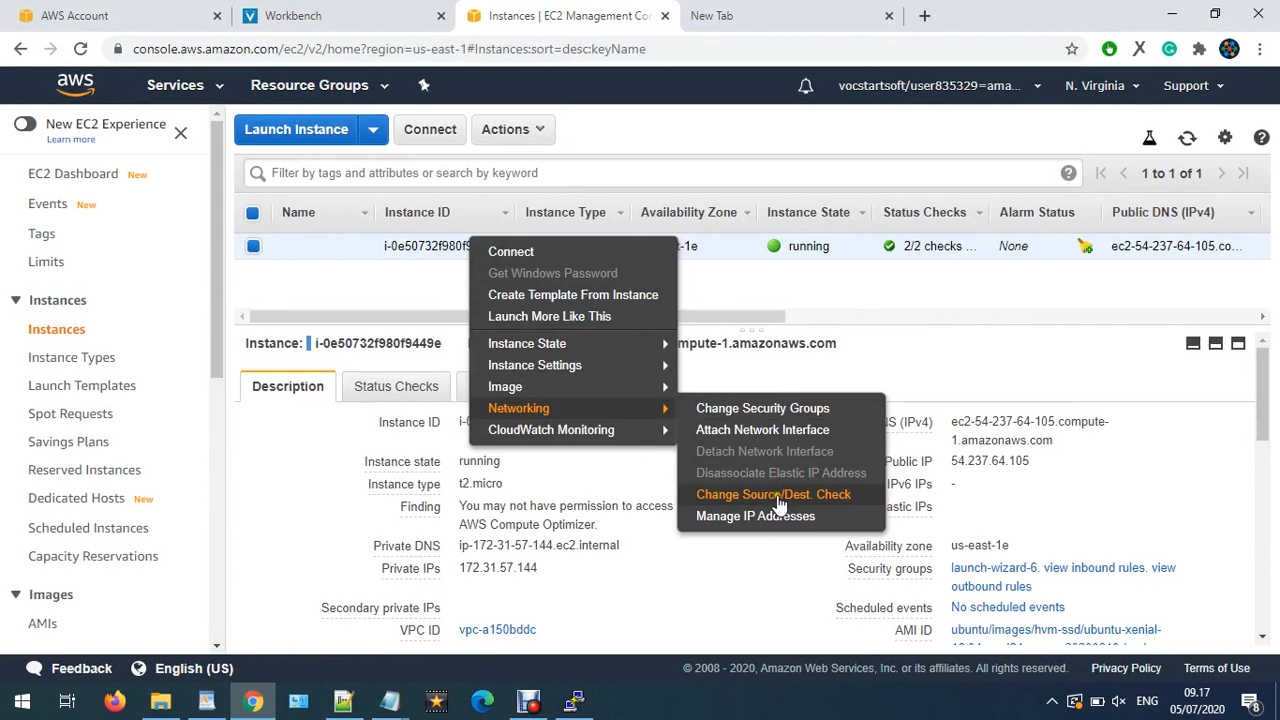 AWS Account
Workbench
Instances | EC2 Management Con
New Tab
console.aws.amazon.com/ec2/v2/home?region=us-east-1#Instances:sort=desc:keyName
aws
Services
Resource Groups
vocstartsoft/user835329=ama...
N. Virginia
Support
New EC2 Experience
Learn more
Launch Instance
Connect
Actions
EC2 Dashboard New
Events New
Tags
Limits
Instances
Instances
Instance Types
Launch Templates
Spot Requests
Savings Plans
Reserved Instances
Dedicated Hosts New
Scheduled Instances
Capacity Reservations
Images
AMIs
Filter by tags and attributes or search by keyword
1 to 1 of 1
Name
Instance ID
Instance Type
Availability Zone
Instance State
Status Checks
Alarm Status
Public DNS (IPv4)
i-0e50732f980f9
t-1e
running
2/2 checks ...
None
ec2-54-237-64-105.co...
Connect
Get Windows Password
Create Template From Instance
Launch More Like This
Instance State
Instance Settings
Image
Networking
CloudWatch Monitoring
Change Security Groups
Attach Network Interface
Detach Network Interface
Disassociate Elastic IP Address
Change Source/Dest. Check
Manage IP Addresses
Instance: i-0e50732f980f9449e
mpute-1.amazonaws.com
Description
Status Checks
Instance ID
i-0
Instance state
running
Instance type
t2.micro
Finding
You may not have permission to access
AWS Compute Optimizer.
Private DNS
ip-172-31-57-144.ec2.internal
Private IPs
172.31.57.144
Secondary private IPs
VPC ID
vpc-a150bddc
(IPv4)
ec2-54-237-64-105.compute-
1.amazonaws.com
Public IP
54.237.64.105
IPv6 IPs
-
IPs
Availability zone
us-east-1e
Security groups
launch-wizard-6. view inbound rules. view
outbound rules
Scheduled events
No scheduled events
AMI ID
ubuntu/images/hvm-ssd/ubuntu-xenial-
Feedback
English (US)
© 2008 - 2020, Amazon Web Services, Inc. or its affiliates. All rights reserved.
Privacy Policy
Terms of Use
ENG
09.17
05/07/2020
8